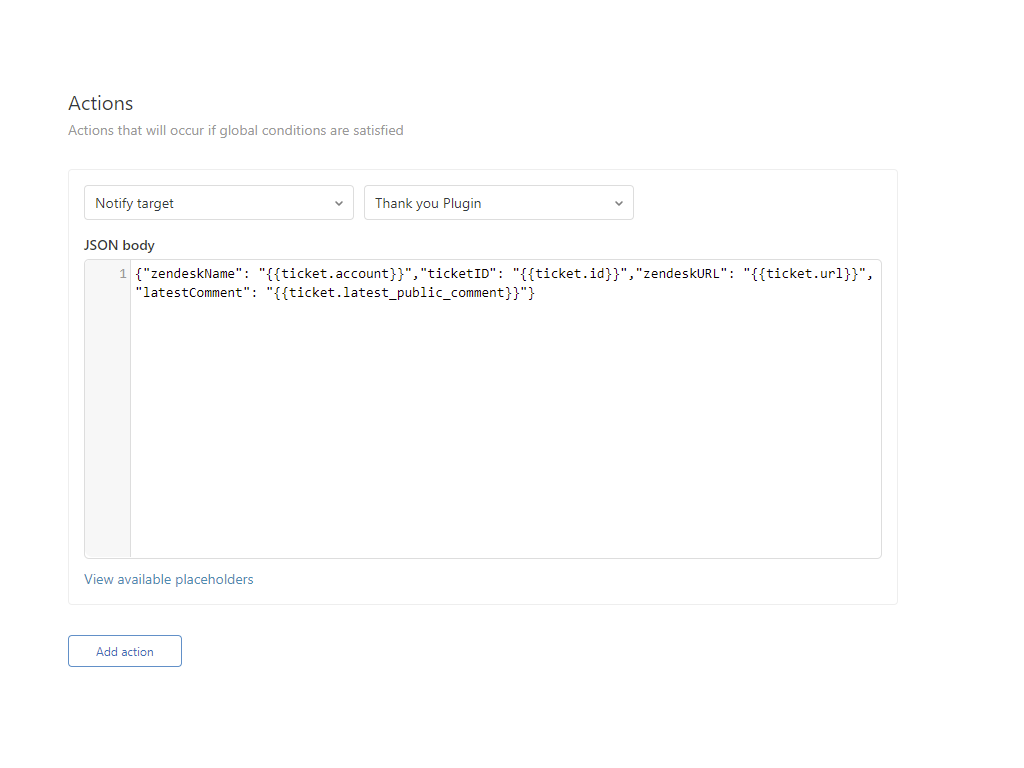 Actions
Actions that will occur if global conditions are satisfied
Notify target
Thank you Plugin
JSON body
1
{"zendeskName": "{{ticket.account}}","ticketID": "{{ticket.id}}","zendeskURL": "{{ticket.url}}",
"latestComment": "{{ticket.latest_public_comment}}"}
View available placeholders
Add action